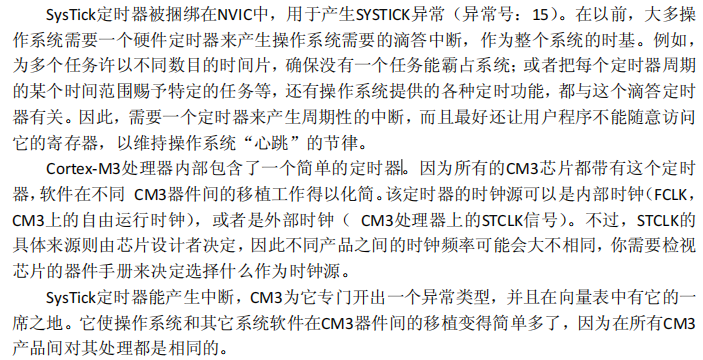 SysTick定时器被捆绑在NVIC中，用于产生SYSTICK异常（异常号：15）。在以前，大多操
作系统需要一个硬件定时器来产生操作系统需要的滴答中断，作为整个系统的时基。例如，
为多个任务许以不同数目的时间片，确保没有一个任务能霸占系统；或者把每个定时器周期
的某个时间范围赐予特定的任务等，还有操作系统提供的各种定时功能，都与这个滴答定时
器有关。因此，需要一个定时器来产生周期性的中断，而且最好还让用户程序不能随意访问
它的寄存器，以维持操作系统“心跳”的节律。
Cortex-M3处理器内部包含了一个简单的定时器。因为所有的CM3芯片都带有这个定时
器，软件在不同 CM3器件间的移植工作得以化简。该定时器的时钟源可以是内部时钟（FCLK，
CM3上的自由运行时钟），或者是外部时钟（ CM3处理器上的STCLK信号）。不过，STCLK的
具体来源则由芯片设计者决定，因此不同产品之间的时钟频率可能会大不相同，你需要检视
芯片的器件手册来决定选择什么作为时钟源。
SysTick定时器能产生中断，CM3为它专门开出一个异常类型，并且在向量表中有它的一
席之地。它使操作系统和其它系统软件在CM3器件间的移植变得简单多了，因为在所有CM3
产品间对其处理都是相同的。